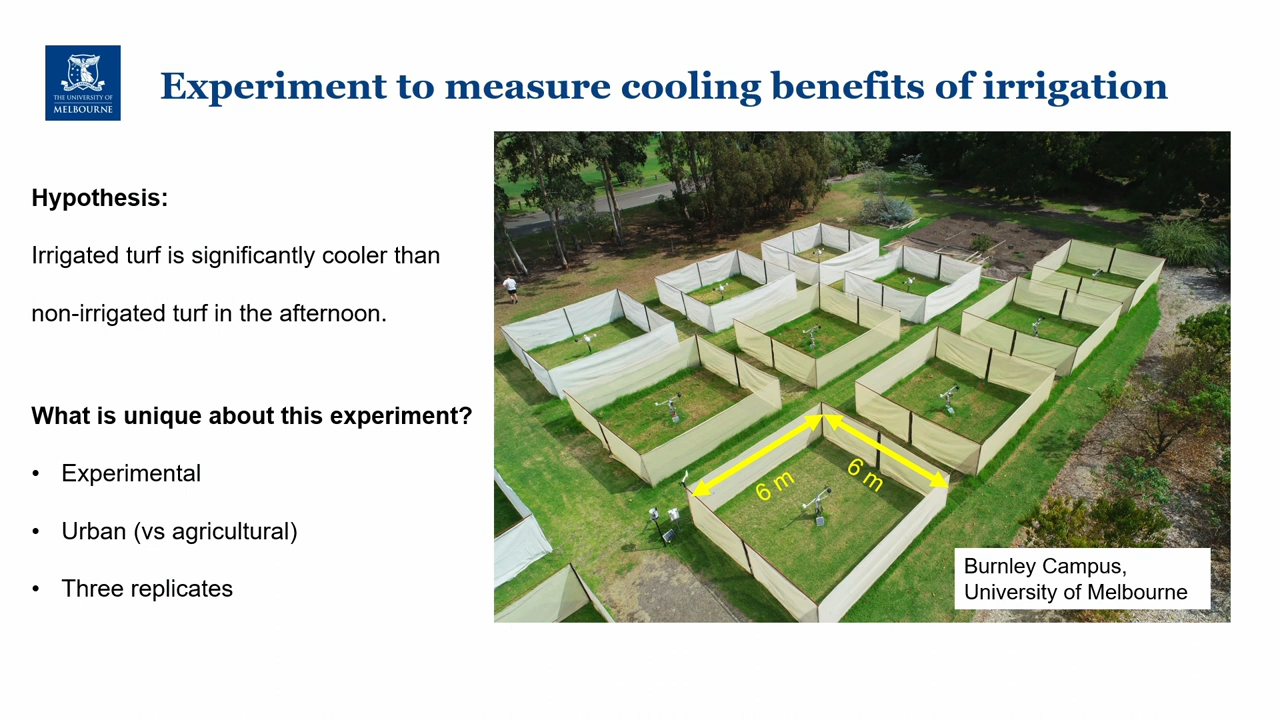 THE UNIVERSITY OF
MELBOURNE
Experiment to measure cooling benefits of irrigation
Hypothesis:
Irrigated turf is significantly cooler than
non-irrigated turf in the afternoon.
What is unique about this experiment?
• Experimental
• Urban (vs agricultural)
• Three replicates
6 m
6 m
Burnley Campus,
University of Melbourne